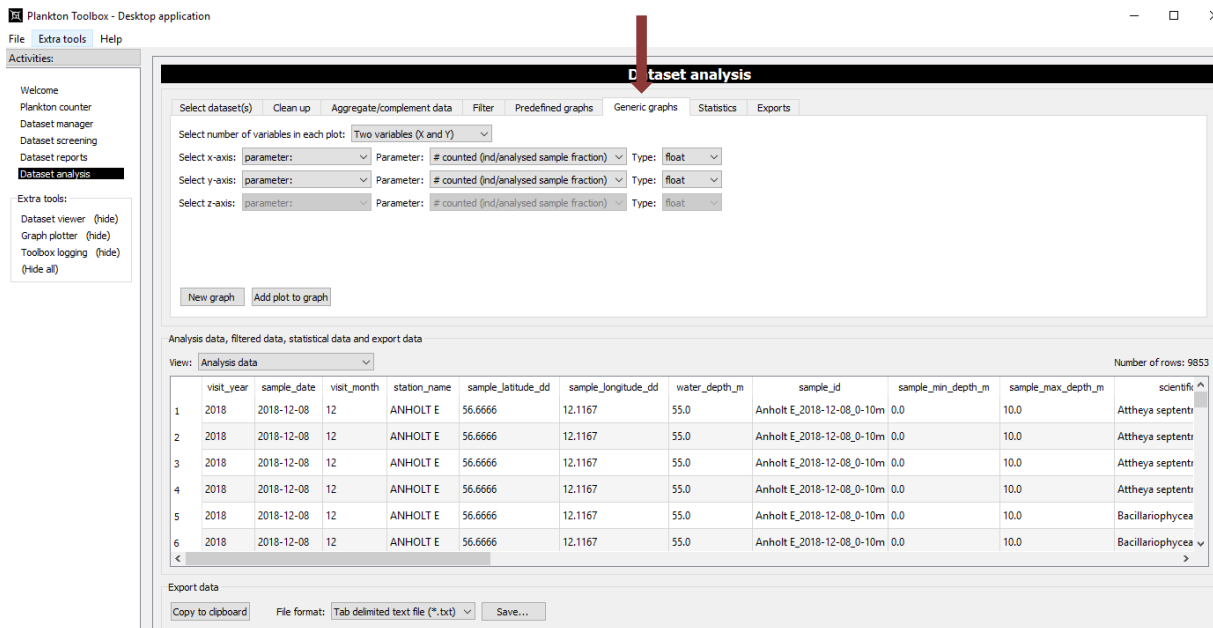 Plankton Toolbox - Desktop application
File Extra tools Help
Activities:
Welcome
Plankton counter
Dataset manager
Dataset screening
Dataset reports
Dataset analysis
Extra tools:
Dataset viewer (hide)
Graph plotter (hide)
Toolbox logging (hide)
(Hide all)
Dataset analysis
Select dataset(s) Clean up Aggregate/complement data Filter Predefined graphs Generic graphs Statistics Exports
Select number of variables in each plot: Two variables (X and Y)
Select x-axis: parameter: Parameter: # counted (ind/analysed sample fraction) Type: float
Select y-axis: parameter: Parameter: # counted (ind/analysed sample fraction) Type: float
Select z-axis: parameter: Parameter: # counted (ind/analysed sample fraction) Type: float
New graph Add plot to graph
Analysis data, filtered data, statistical data and export data
View: Analysis data Number of rows: 9853
visit_year sample_date visit_month station_name sample_latitude_dd sample_longitude_dd water_depth_m sample_id sample_min_depth_m sample_max_depth_m scientific
1 2018 2018-12-08 12 ANHOLT E 56.6666 12.1167 55.0 Anholt E_2018-12-08_0-10m 0.0 10.0 Attheya septentr
2 2018 2018-12-08 12 ANHOLT E 56.6666 12.1167 55.0 Anholt E_2018-12-08_0-10m 0.0 10.0 Attheya septentr
3 2018 2018-12-08 12 ANHOLT E 56.6666 12.1167 55.0 Anholt E_2018-12-08_0-10m 0.0 10.0 Attheya septentr
4 2018 2018-12-08 12 ANHOLT E 56.6666 12.1167 55.0 Anholt E_2018-12-08_0-10m 0.0 10.0 Attheya septentr
5 2018 2018-12-08 12 ANHOLT E 56.6666 12.1167 55.0 Anholt E_2018-12-08_0-10m 0.0 10.0 Bacillariophycea
6 2018 2018-12-08 12 ANHOLT E 56.6666 12.1167 55.0 Anholt E_2018-12-08_0-10m 0.0 10.0 Bacillariophycea
Export data
Copy to clipboard File format: Tab delimited text file (*.txt) Save...